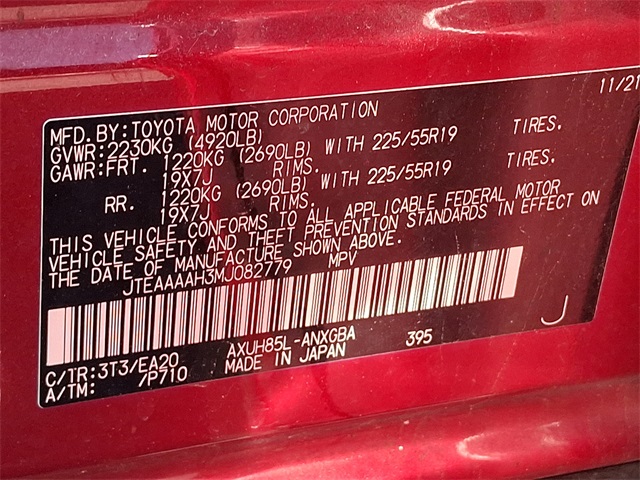 11/21
MFD. BY: TOYOTA MOTOR CORPORATION
GVWR: 2230KG (4920LB)
GAWR: FRT. 1220KG (2690LB) WITH 225/55R19 TIRES.
19X7J RIMS.
RR. 1220KG (2690LB) WITH 225/55R19 TIRES.
19X7J RIMS.
THIS VEHICLE CONFORMS TO ALL APPLICABLE FEDERAL MOTOR
VEHICLE SAFETY AND THEFT PREVENTION STANDARDS IN EFFECT ON
THE DATE OF MANUFACTURE SHOWN ABOVE.
JTEAAAAH3MJ082779 MPV
J
C/TR: 3T3/EA20 AXUH85L-ANXGBA 395
A/TM: /P710 MADE IN JAPAN